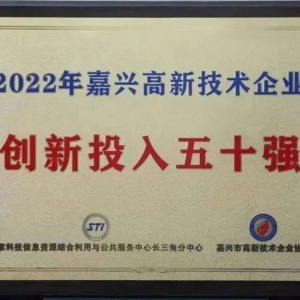 2022年嘉兴高新技术企业
创新投入五十强
STI
家科技信息资源综合利用与公共服务中心长三角分中心
嘉兴市高新技术企业协